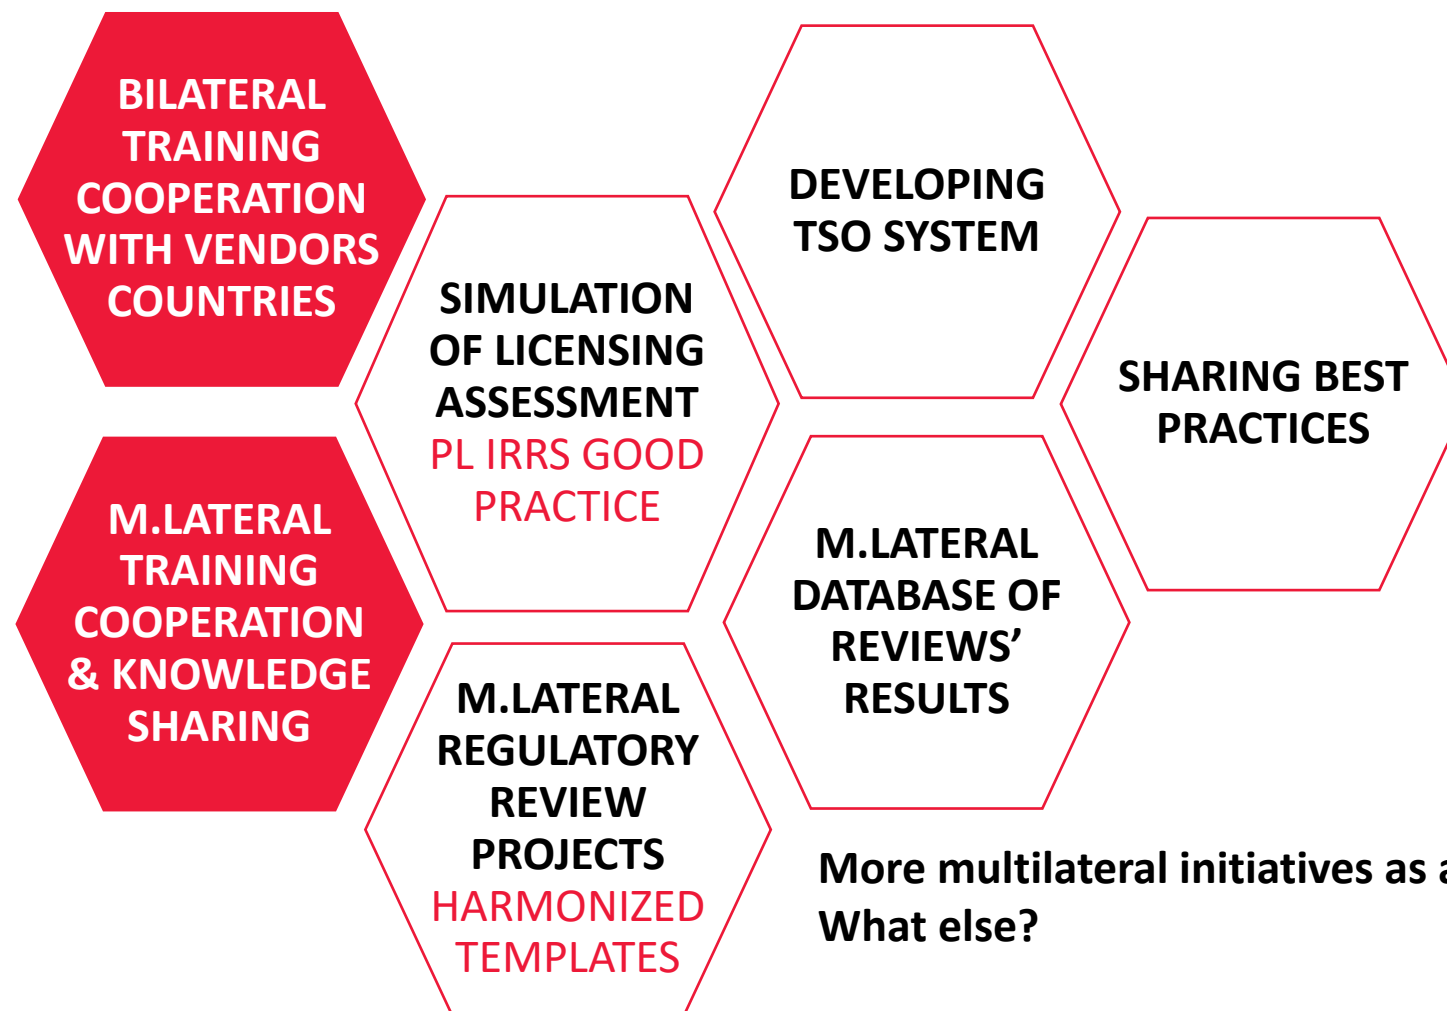 BILATERAL
TRAINING
COOPERATION
WITH VENDORS
COUNTRIES
M.LATERAL
TRAINING
COOPERATION
& KNOWLEDGE
SHARING
SIMULATION
OF LICENSING
ASSESSMENT
PL IRRS GOOD
PRACTICE
M.LATERAL
REGULATORY
REVIEW
PROJECTS
HARMONIZED
TEMPLATES
DEVELOPING
TSO SYSTEM
M.LATERAL
DATABASE OF
REVIEWS’
RESULTS
SHARING BEST
PRACTICES
More multilateral initiatives as
What else?